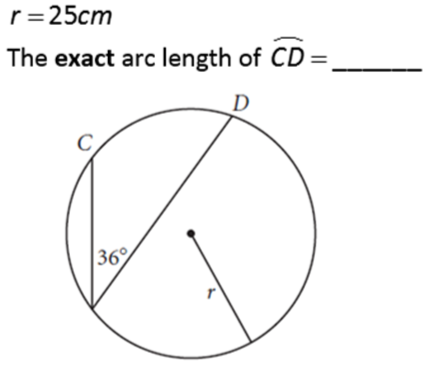 r = 25cm
The exact arc length of CD = ______
D
C
36°
r